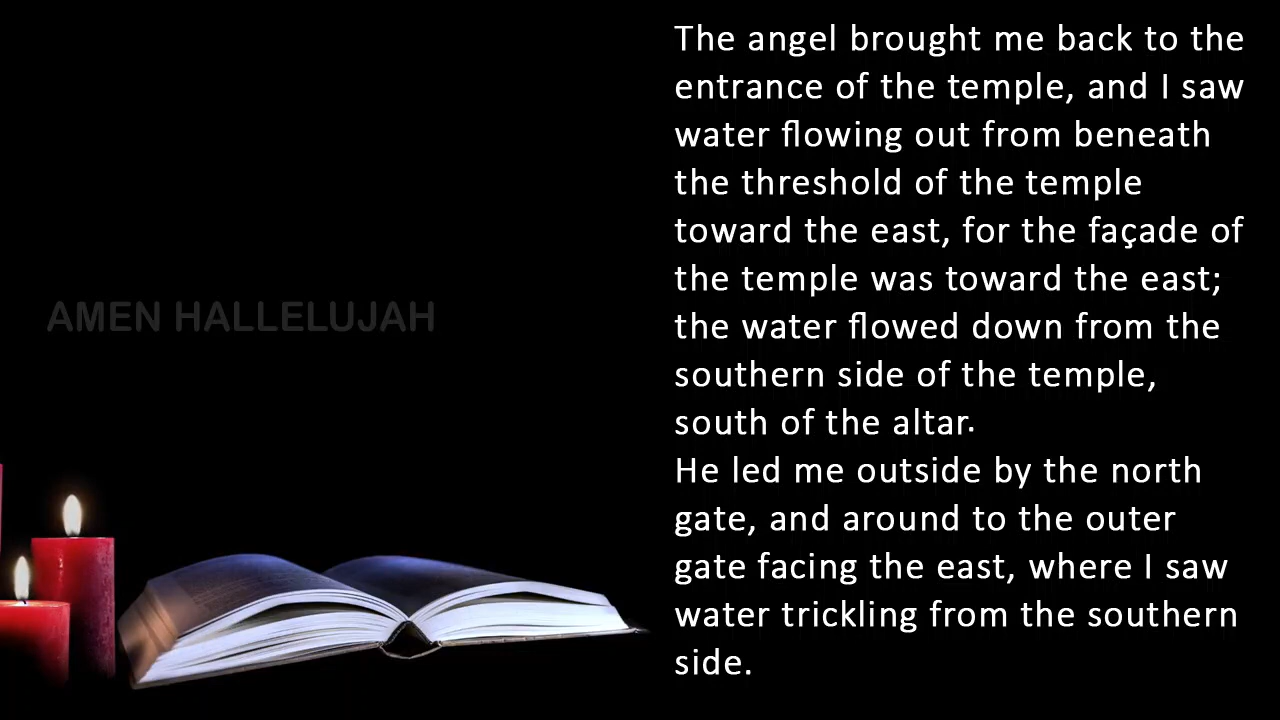 AMEN HALLELUJAH
The angel brought me back to the
entrance of the temple, and I saw
water flowing out from beneath
the threshold of the temple
toward the east, for the façade of
the temple was toward the east;
the water flowed down from the
southern side of the temple,
south of the altar.
He led me outside by the north
gate, and around to the outer
gate facing the east, where I saw
water trickling from the southern
side.